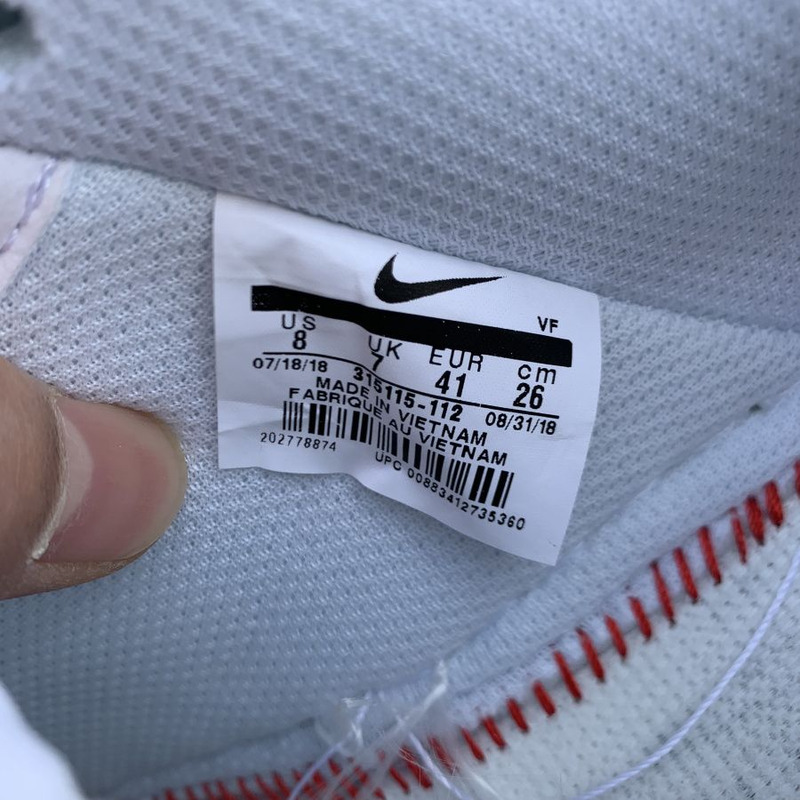 VF
US UK EUR cm
8 7 41 26
07/18/18 315115-112 08/31/18
MADE IN VIETNAM
FABRIQUE AU VIETNAM
202778874
UPC 00883412735360